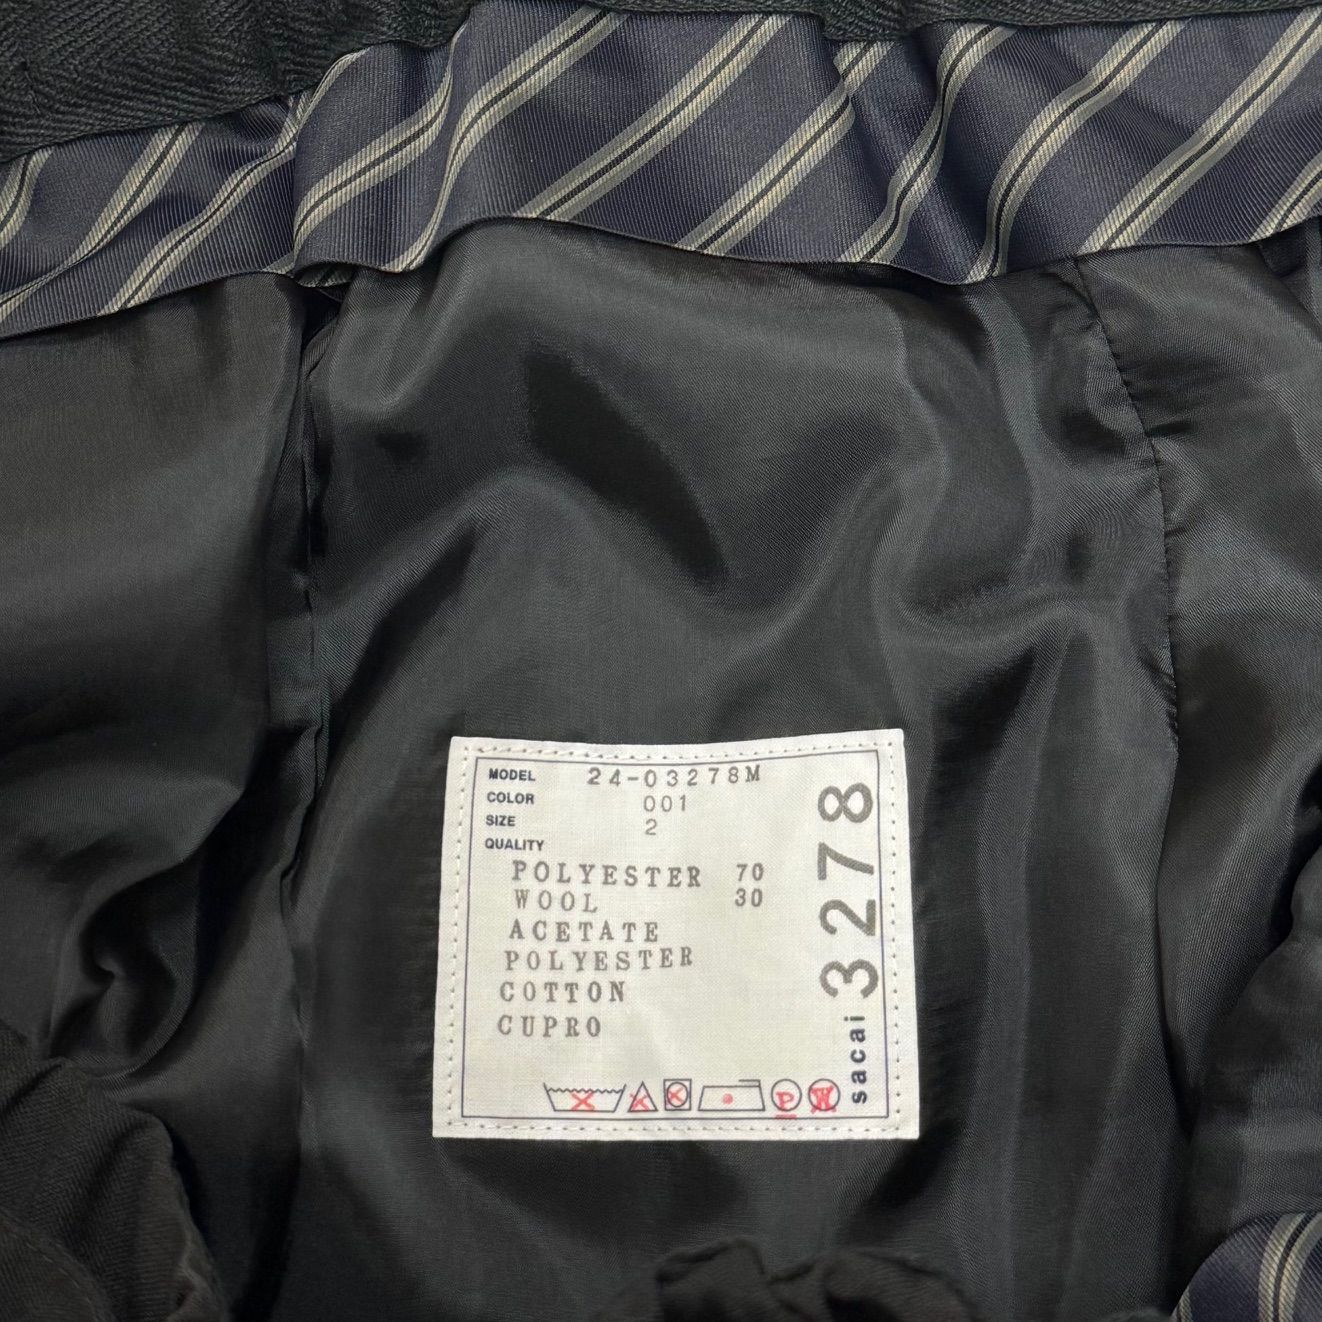 MODEL 24-03278M
COLOR 001
SIZE 2
QUALITY
POLYESTER 70
WOOL 30
ACETATE
POLYESTER
COTTON
CUPRO
P W
sacai 3278